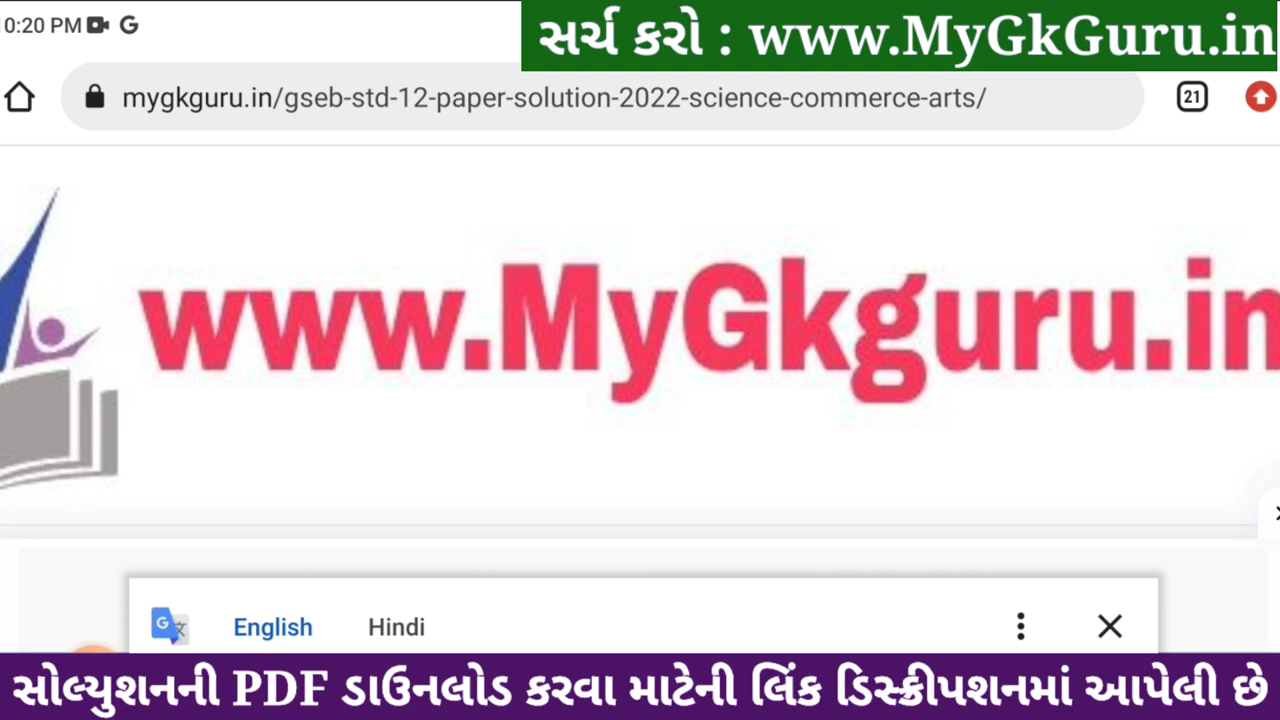 0:20 PM G
સર્ચ કરો : www.MyGkGuru.in
mygkguru.in/gseb-std-12-paper-solution-2022-science-commerce-arts/
21
www.MyGkguru.in
English Hindi
સોલ્યુશનની PDF ડાઉનલોડ કરવા માટેની લિંક ડિસ્ક્રીપશનમાં આપેલી છે